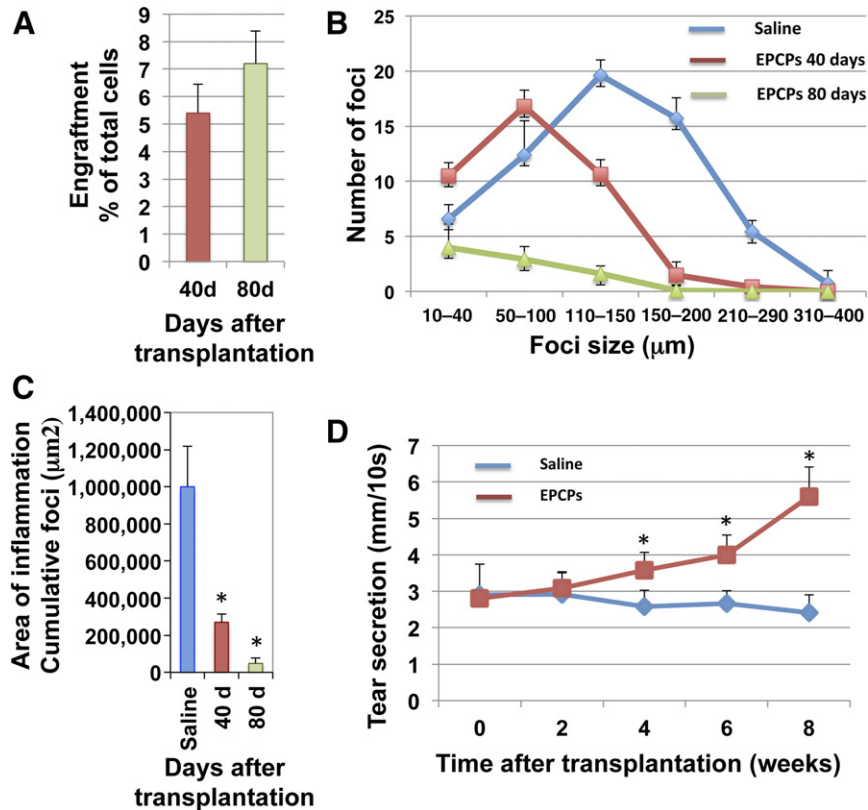 A
Engraftment
% of total cells
9
8
7
6
5
4
3
2
1
0
40d 80d
Days after
transplantation
B
Number of foci
25
20
15
10
5
0
Saline
EPCPs 40 days
EPCPs 80 days
10–40 50–100 110–150 150–200 210–290 310–400
Foci size (μm)
C
Area of inflammation
Cumulative foci (μm2)
1,400,000
1,200,000
1,000,000
800,000
600,000
400,000
200,000
0
*
*
Saline
40 d
80 d
Days after
transplantation
D
Tear secretion (mm/10s)
7
6
5
4
3
2
1
0
Saline
EPCPs
*
*
*
0 2 4 6 8
Time after transplantation (weeks)